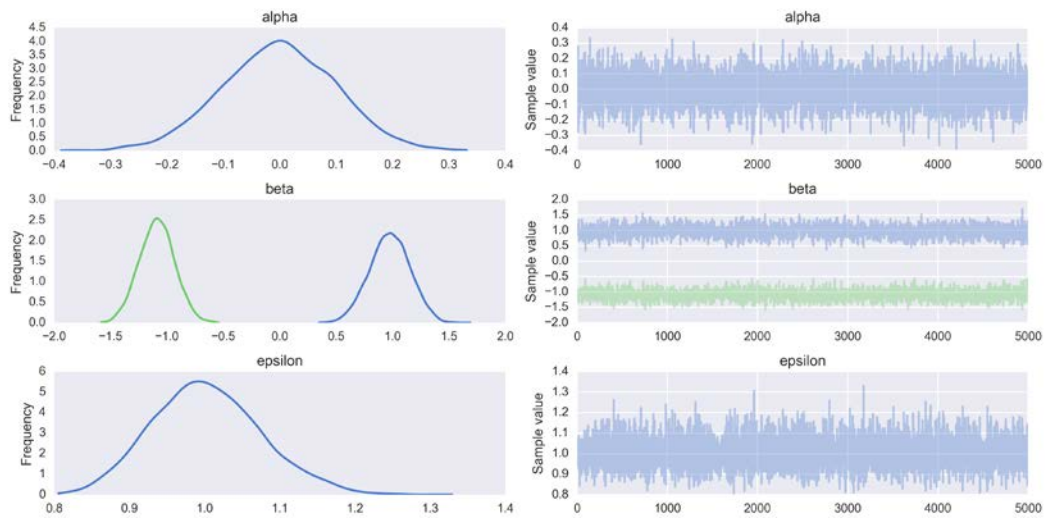 alpha
4.5
4.0
3.5
3.0
2.5
2.0
1.5
1.0
0.5
0.0
Frequency
−0.4 −0.3 −0.2 −0.1 0.0 0.1 0.2 0.3 0.4
alpha
0.4
0.3
0.2
0.1
0.0
−0.1
−0.2
−0.3
−0.4
Sample value
0 1000 2000 3000 4000 5000
beta
3.0
2.5
2.0
1.5
1.0
0.5
0.0
Frequency
−2.0 −1.5 −1.0 −0.5 0.0 0.5 1.0 1.5 2.0
beta
2.0
1.5
1.0
0.5
0.0
−0.5
−1.0
−1.5
−2.0
Sample value
0 1000 2000 3000 4000 5000
epsilon
6
5
4
3
2
1
0
Frequency
0.8 0.9 1.0 1.1 1.2 1.3 1.4
epsilon
1.4
1.3
1.2
1.1
1.0
0.9
0.8
Sample value
0 1000 2000 3000 4000 5000